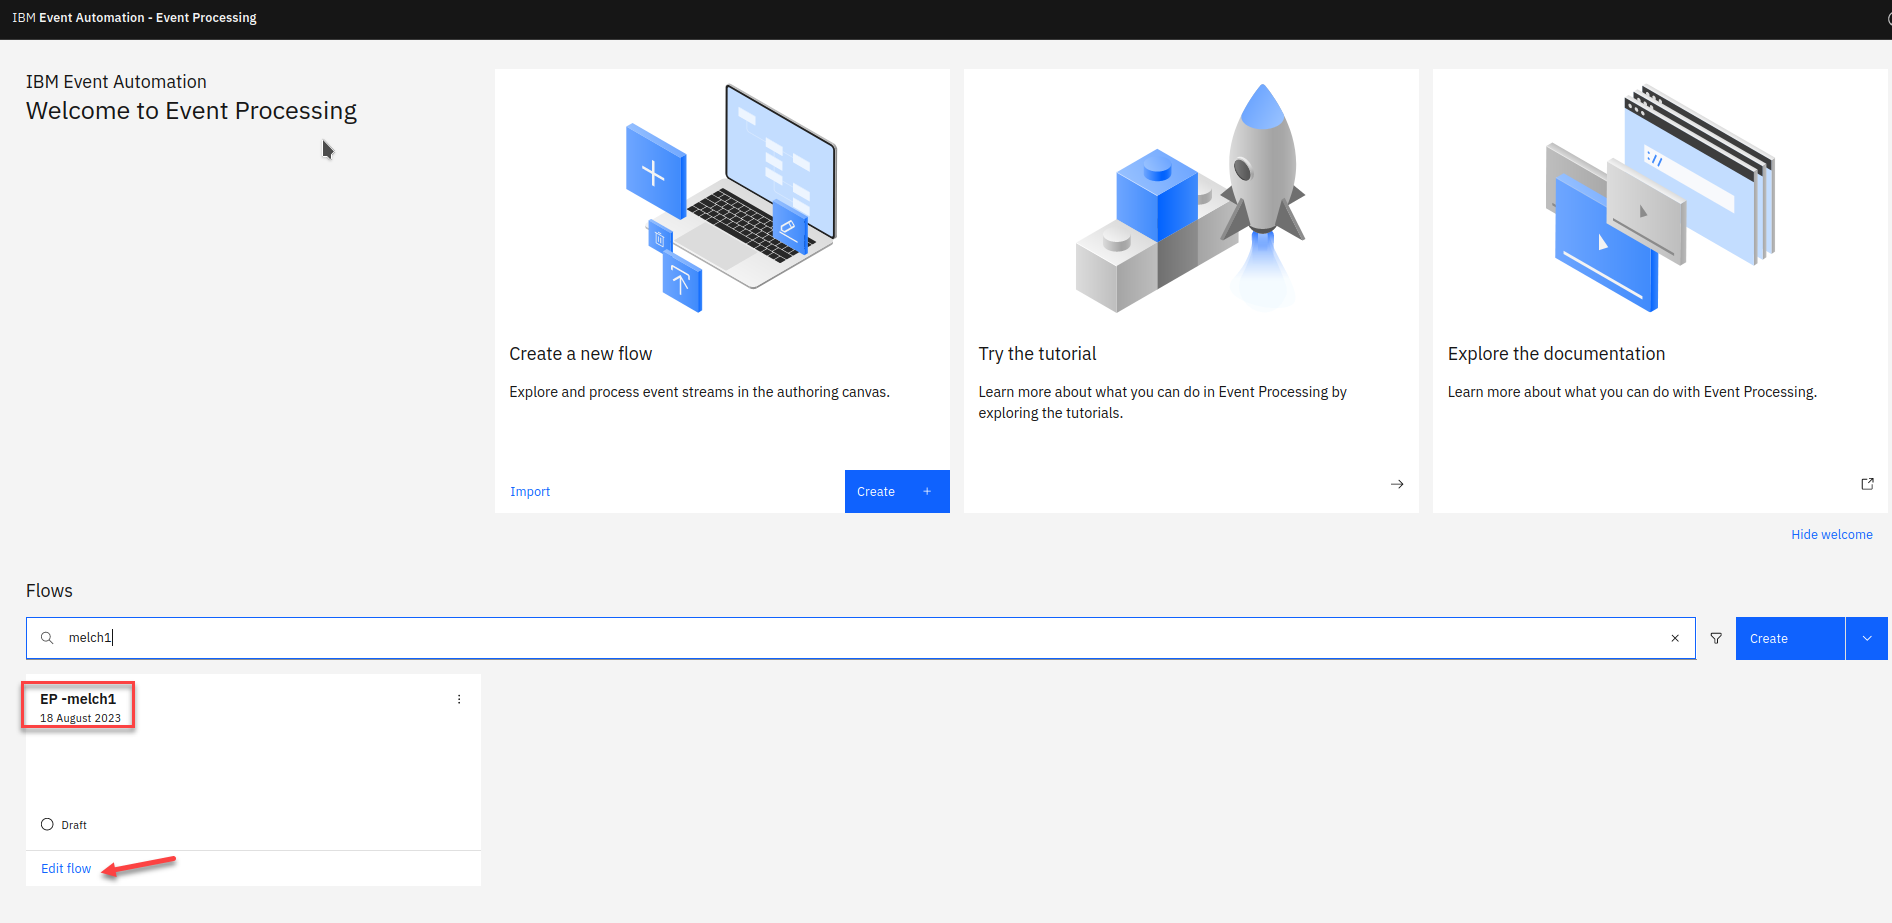 IBM Event Automation - Event Processing
IBM Event Automation
Welcome to Event Processing
Create a new flow
Explore and process event streams in the authoring canvas.
Import
Create
Try the tutorial
Learn more about what you can do in Event Processing by
exploring the tutorials.
Explore the documentation
Learn more about what you can do with Event Processing.
Hide welcome
Flows
melch1
Create
EP -melch1
18 August 2023
Draft
Edit flow